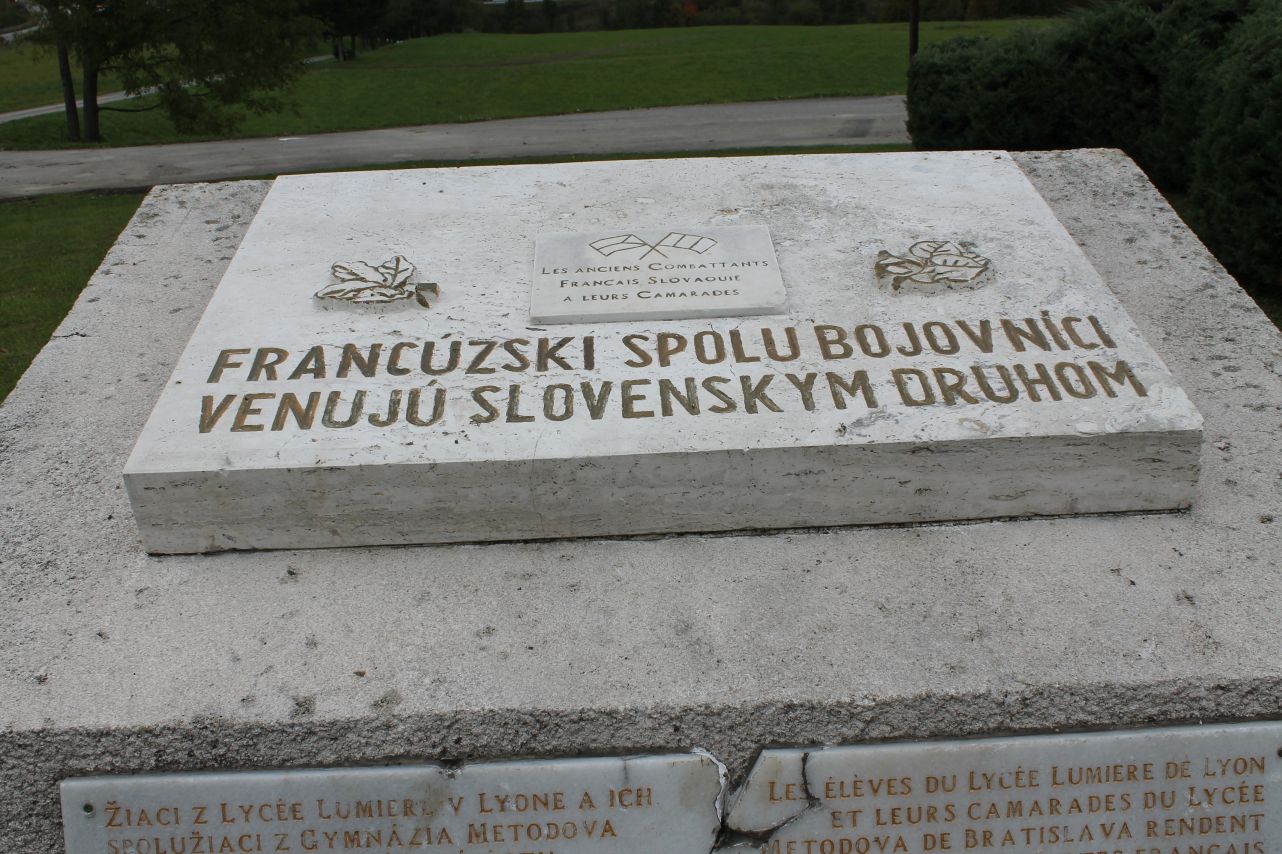 Les anciens Combattants
Francais Slovaquie
a leurs Camarades
FRANCÚZSKI SPOLU BOJOVNÍCI
VENUJÚ SLOVENSKYM DRUHOM
Žiaci z Lycée Lumiere v Lyone a ich
spolužiaci z Gymnázia Metodova
Les élèves du Lycée Lumiere de Lyon
et leurs camarades du Lycée
Metodova de Bratislava rendent